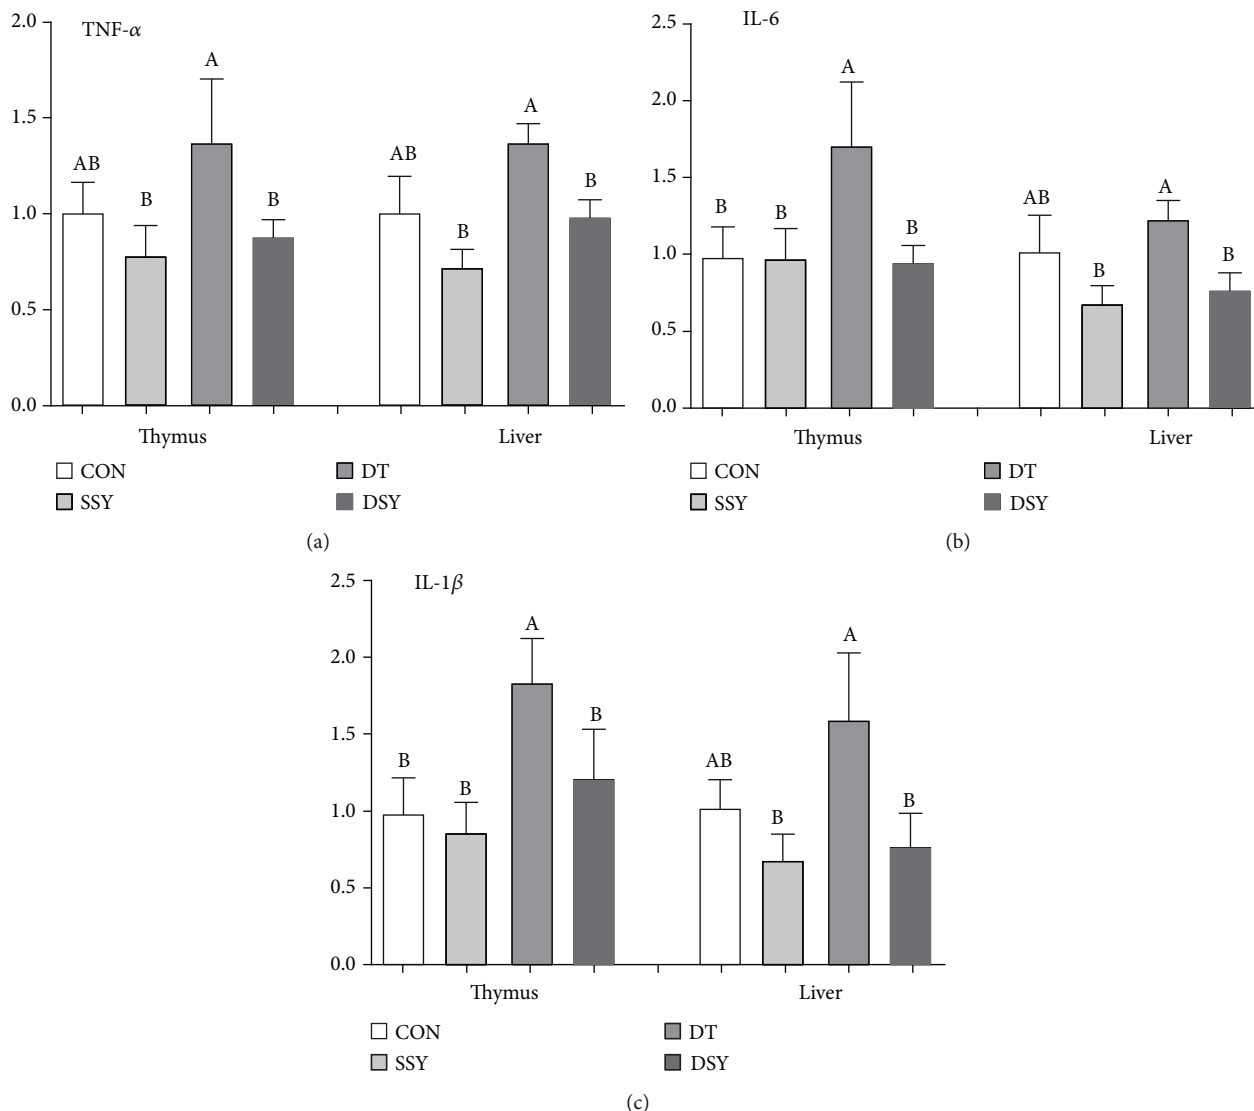 TNF-α
2.0
1.5
1.0
0.5
0.0
AB
B
A
B
AB
B
A
B
Thymus
Liver
CON
DT
SSY
DSY
(a)
IL-6
2.5
2.0
1.5
1.0
0.5
0.0
B
B
A
B
AB
B
A
B
Thymus
Liver
CON
DT
SSY
DSY
(b)
IL-1β
2.5
2.0
1.5
1.0
0.5
0.0
B
B
A
B
AB
B
A
B
Thymus
Liver
CON
DT
SSY
DSY
(c)